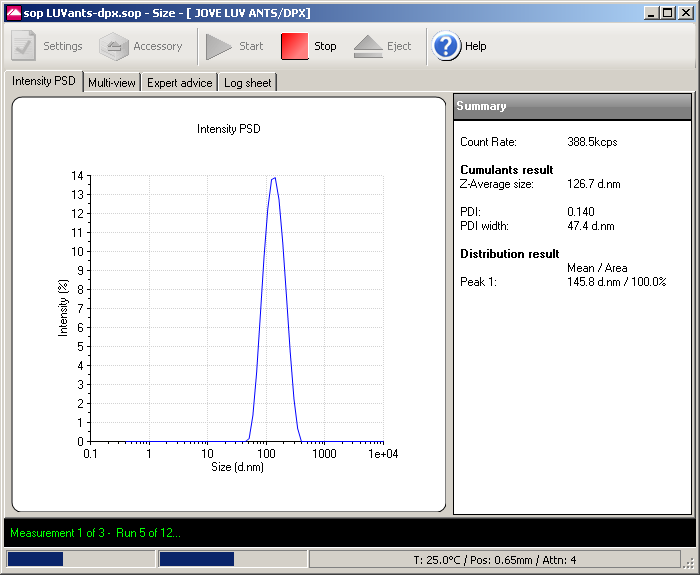 sop LUVants-dpx.sop - Size - [ JOVE LUV ANTS/DPX]
Settings Accessory Start Stop Eject Help
Intensity PSD Multi-view Expert advice Log sheet
Intensity PSD
14
13
12
11
10
9
8
7
6
5
4
3
2
1
0
Intensity (%)
0.1 1 10 100 1000 1e+04
Size (d.nm)
Summary
Count Rate: 388.5kcps
Cumulants result
Z-Average size: 126.7 d.nm
PDI: 0.140
PDI width: 47.4 d.nm
Distribution result
Mean / Area
Peak 1: 145.8 d.nm / 100.0%
Measurement 1 of 3 - Run 5 of 12...
T: 25.0°C / Pos: 0.65mm / Attn: 4